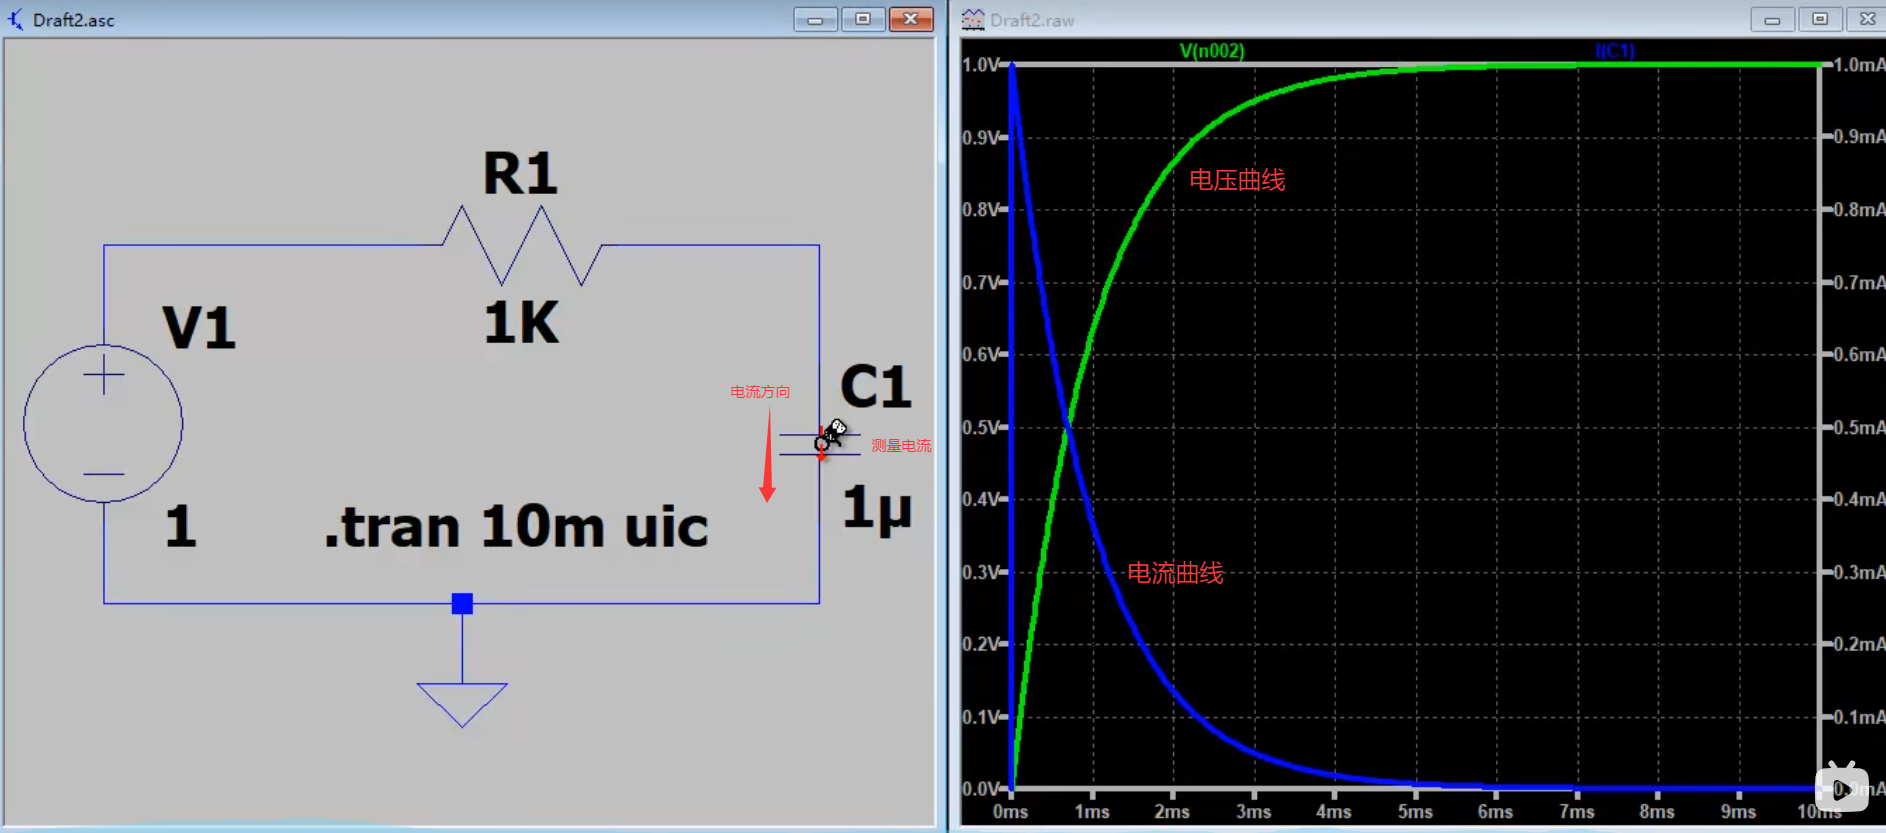 Draft2.asc
R1
1K
V1
1
C1
1µ
电流方向
测量电流
.tran 10m uic
Draft2.raw
V(n002)
I(C1)
1.0V
0.9V
0.8V
0.7V
0.6V
0.5V
0.4V
0.3V
0.2V
0.1V
0.0V
电压曲线
电流曲线
1.0mA
0.9mA
0.8mA
0.7mA
0.6mA
0.5mA
0.4mA
0.3mA
0.2mA
0.1mA
0.0mA
0ms 1ms 2ms 3ms 4ms 5ms 6ms 7ms 8ms 9ms 10ms